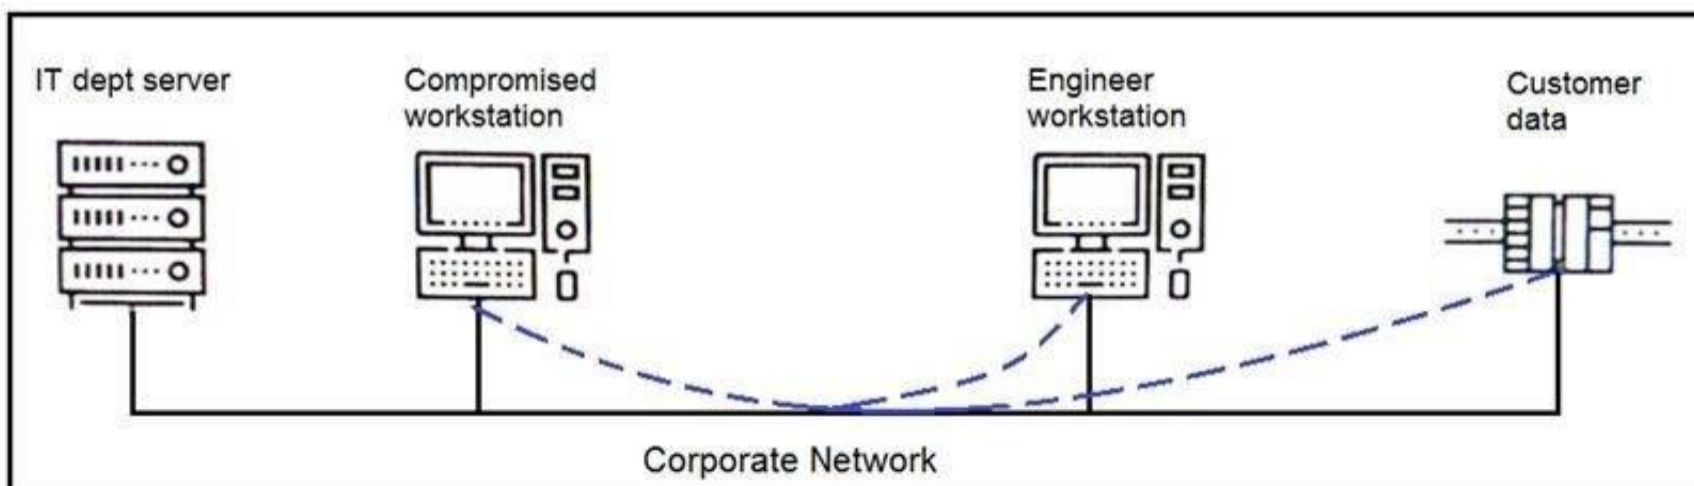 IT dept server
Compromised
workstation
Engineer
workstation
Customer
data
Corporate Network